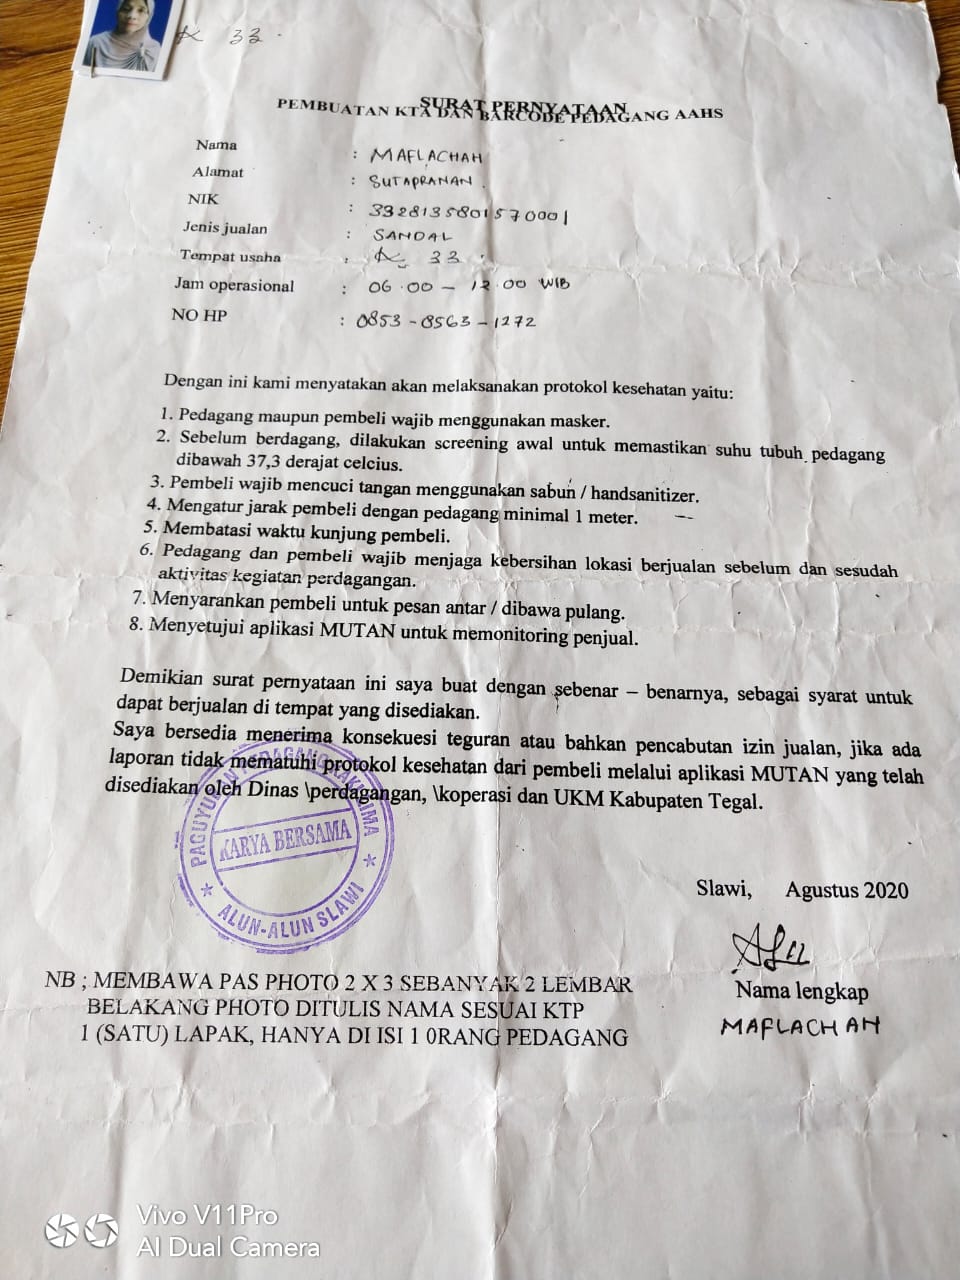 K 33
SURAT PERNYATAAN
PEMBUATAN KTA DAN BARCODE PEDAGANG AAHS
Nama : MAFLACHAH
Alamat : SUTAPRANAN
NIK : 3328135801570001
Jenis jualan : SANDAL
Tempat usaha : K 33
Jam operasional : 06.00 - 12.00 WIB
NO HP : 0853-8563-1272
Dengan ini kami menyatakan akan melaksanakan protokol kesehatan yaitu:
1. Pedagang maupun pembeli wajib menggunakan masker.
2. Sebelum berdagang, dilakukan screening awal untuk memastikan suhu tubuh pedagang
dibawah 37,3 derajat celcius.
3. Pembeli wajib mencuci tangan menggunakan sabun / handsanitizer.
4. Mengatur jarak pembeli dengan pedagang minimal 1 meter.
5. Membatasi waktu kunjung pembeli.
6. Pedagang dan pembeli wajib menjaga kebersihan lokasi berjualan sebelum dan sesudah
aktivitas kegiatan perdagangan.
7. Menyarankan pembeli untuk pesan antar / dibawa pulang.
8. Menyetujui aplikasi MUTAN untuk memonitoring penjual.
Demikian surat pernyataan ini saya buat dengan sebenar – benarnya, sebagai syarat untuk
dapat berjualan di tempat yang disediakan.
Saya bersedia menerima konsekuesi teguran atau bahkan pencabutan izin jualan, jika ada
laporan tidak mematuhi protokol kesehatan dari pembeli melalui aplikasi MUTAN yang telah
disediakan oleh Dinas \perdagangan, \koperasi dan UKM Kabupaten Tegal.
PAGUYUBAN PEDAGANG KAKI LIMA
KARYA BERSAMA
ALUN-ALUN SLAWI
Slawi, Agustus 2020
Nama lengkap
MAFLACHAH
NB ; MEMBAWA PAS PHOTO 2 X 3 SEBANYAK 2 LEMBAR
BELAKANG PHOTO DITULIS NAMA SESUAI KTP
1 (SATU) LAPAK, HANYA DI ISI 1 0RANG PEDAGANG
Vivo V11Pro
AI Dual Camera